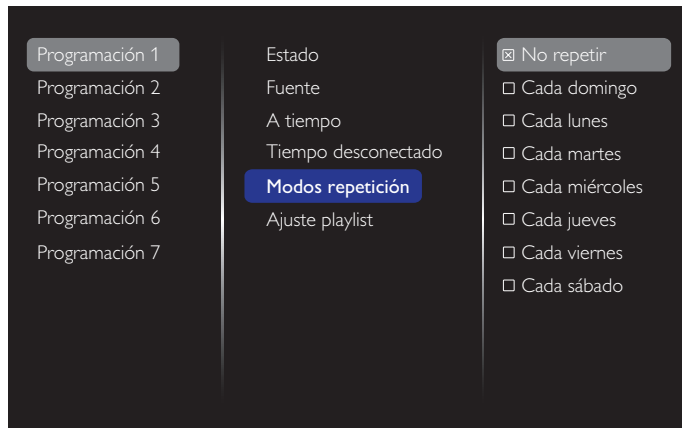 Programación 1
Programación 2
Programación 3
Programación 4
Programación 5
Programación 6
Programación 7
Estado
Fuente
A tiempo
Tiempo desconectado
Modos repetición
Ajuste playlist
No repetir
Cada domingo
Cada lunes
Cada martes
Cada miércoles
Cada jueves
Cada viernes
Cada sábado